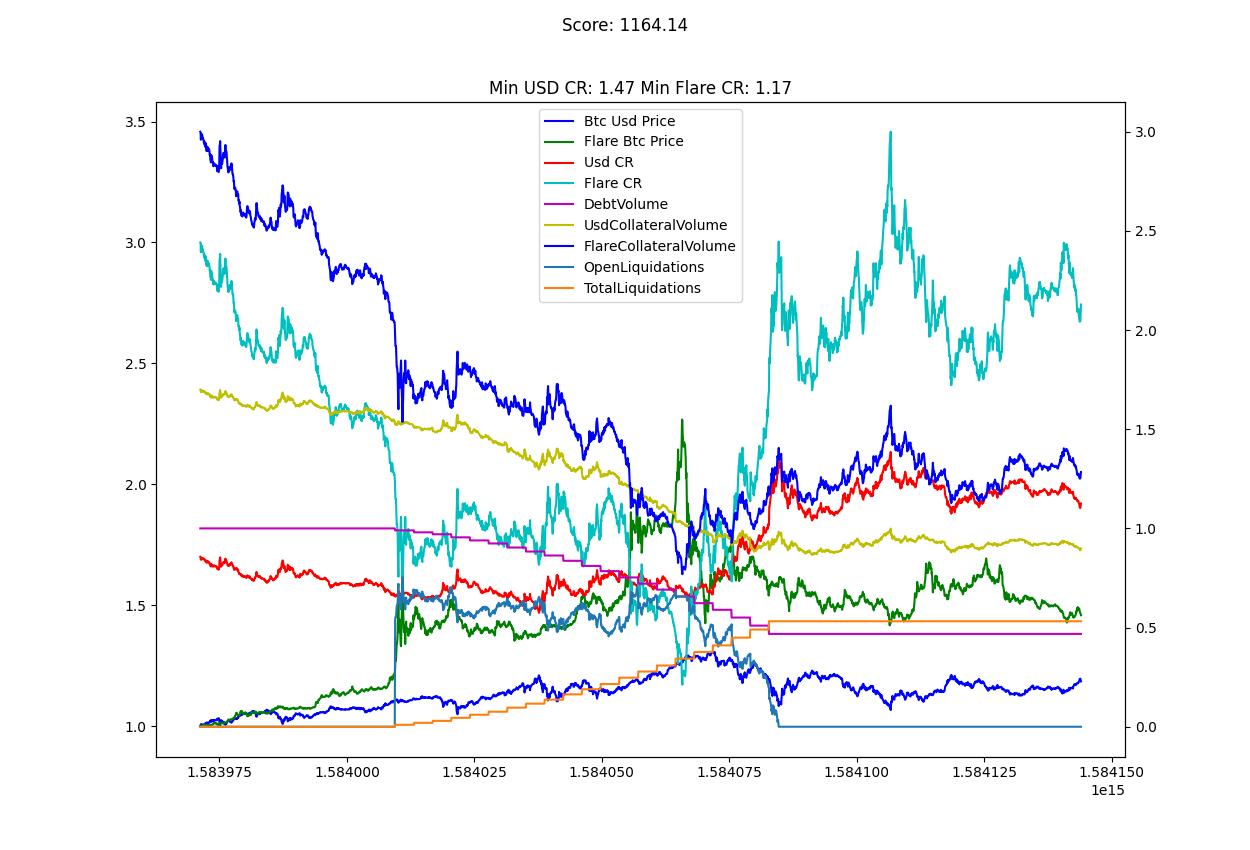 Score: 1164.14
Min USD CR: 1.47 Min Flare CR: 1.17
Btc Usd Price
Flare Btc Price
Usd CR
Flare CR
DebtVolume
UsdCollateralVolume
FlareCollateralVolume
OpenLiquidations
TotalLiquidations
3.5
3.0
2.5
2.0
1.5
1.0
3.0
2.5
2.0
1.5
1.0
0.5
0.0
1.583975 1.584000 1.584025 1.584050 1.584075 1.584100 1.584125 1.584150
1e15